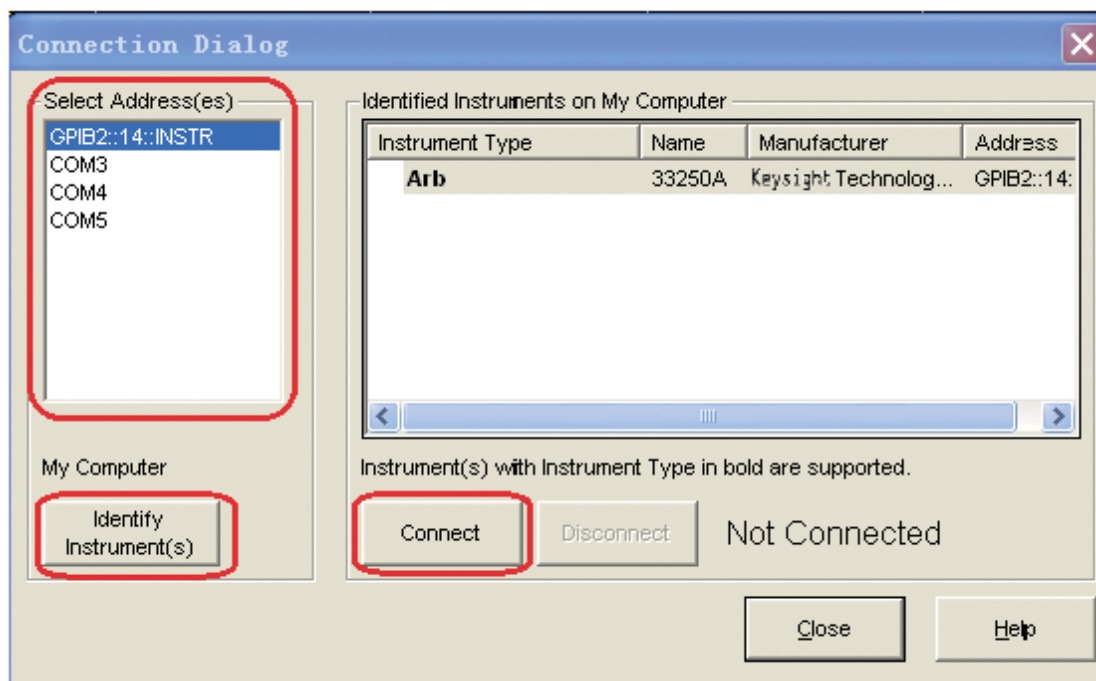 Connection Dialog
Select Address(es)
GPIB2::14::INSTR
COM3
COM4
COM5
My Computer
Identify
Instrument(s)
Identified Instruments on My Computer
Instrument Type Name Manufacturer Address
Arb 33250A Keysight Technolog... GPIB2::14:
Instrument(s) with Instrument Type in bold are supported.
Connect Disconnect Not Connected
Close Help